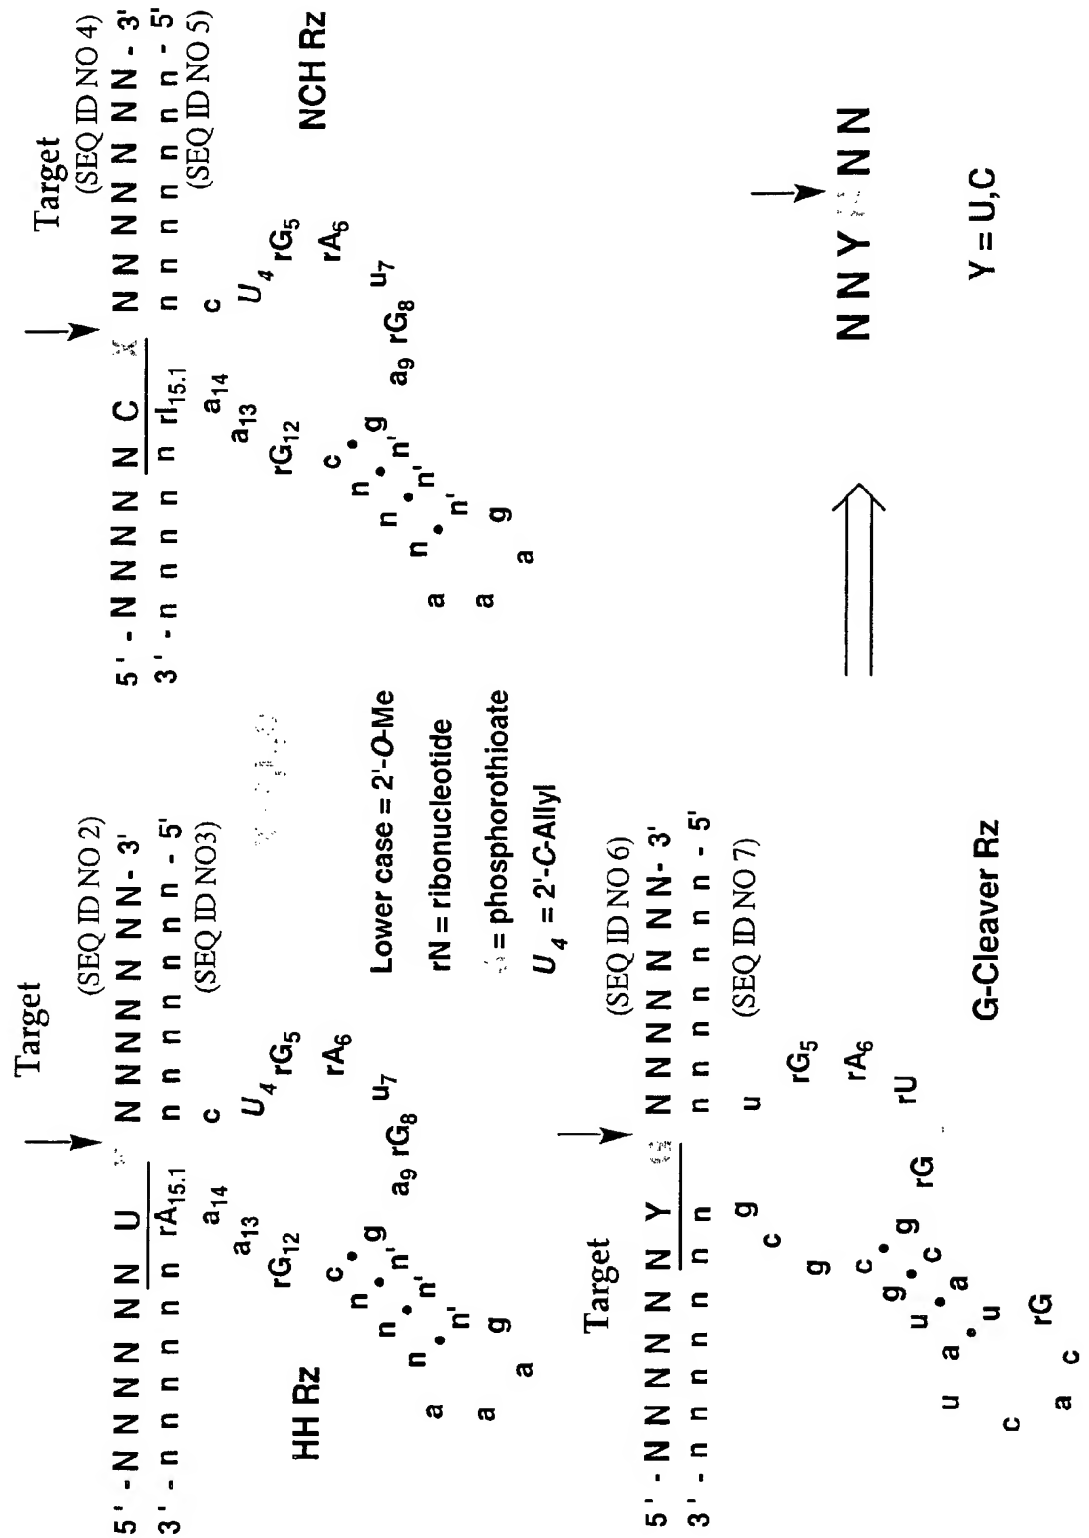 Target
(SEQ ID NO 2)
5' - N N N N N N U N N N N N N - 3'
3' - n n n n n n rA15.1 n n n n n n - 5'
(SEQ ID NO3)
a14
a13
rG12
c
U4
rG5
rA6
u7
a9 rG8
c • g
n • n'
n • n'
n • n'
a g
a a
HH Rz
Target
(SEQ ID NO 4)
5' - N N N N N C X N N N N N N N - 3'
3' - n n n n n rI15.1 n n n n n n n - 5'
(SEQ ID NO 5)
a14
a13
rG12
c
U4
rG5
rA6
u7
a9 rG8
c • g
n • n'
n • n'
n • n'
a g
a a
NCH Rz
Lower case = 2'-O-Me
rN = ribonucleotide
= phosphorothioate
U4 = 2'-C-Allyl
Target
(SEQ ID NO 6)
5' - N N N N N N Y G N N N N N N N- 3'
3' - n n n n n n n n n n n n n n - 5'
(SEQ ID NO 7)
g
c
g
u
rG5
rA6
rU
rG
c • g
g • c
u • a
a • u
u rG
c a c
G-Cleaver Rz
N N Y N N
Y = U,C